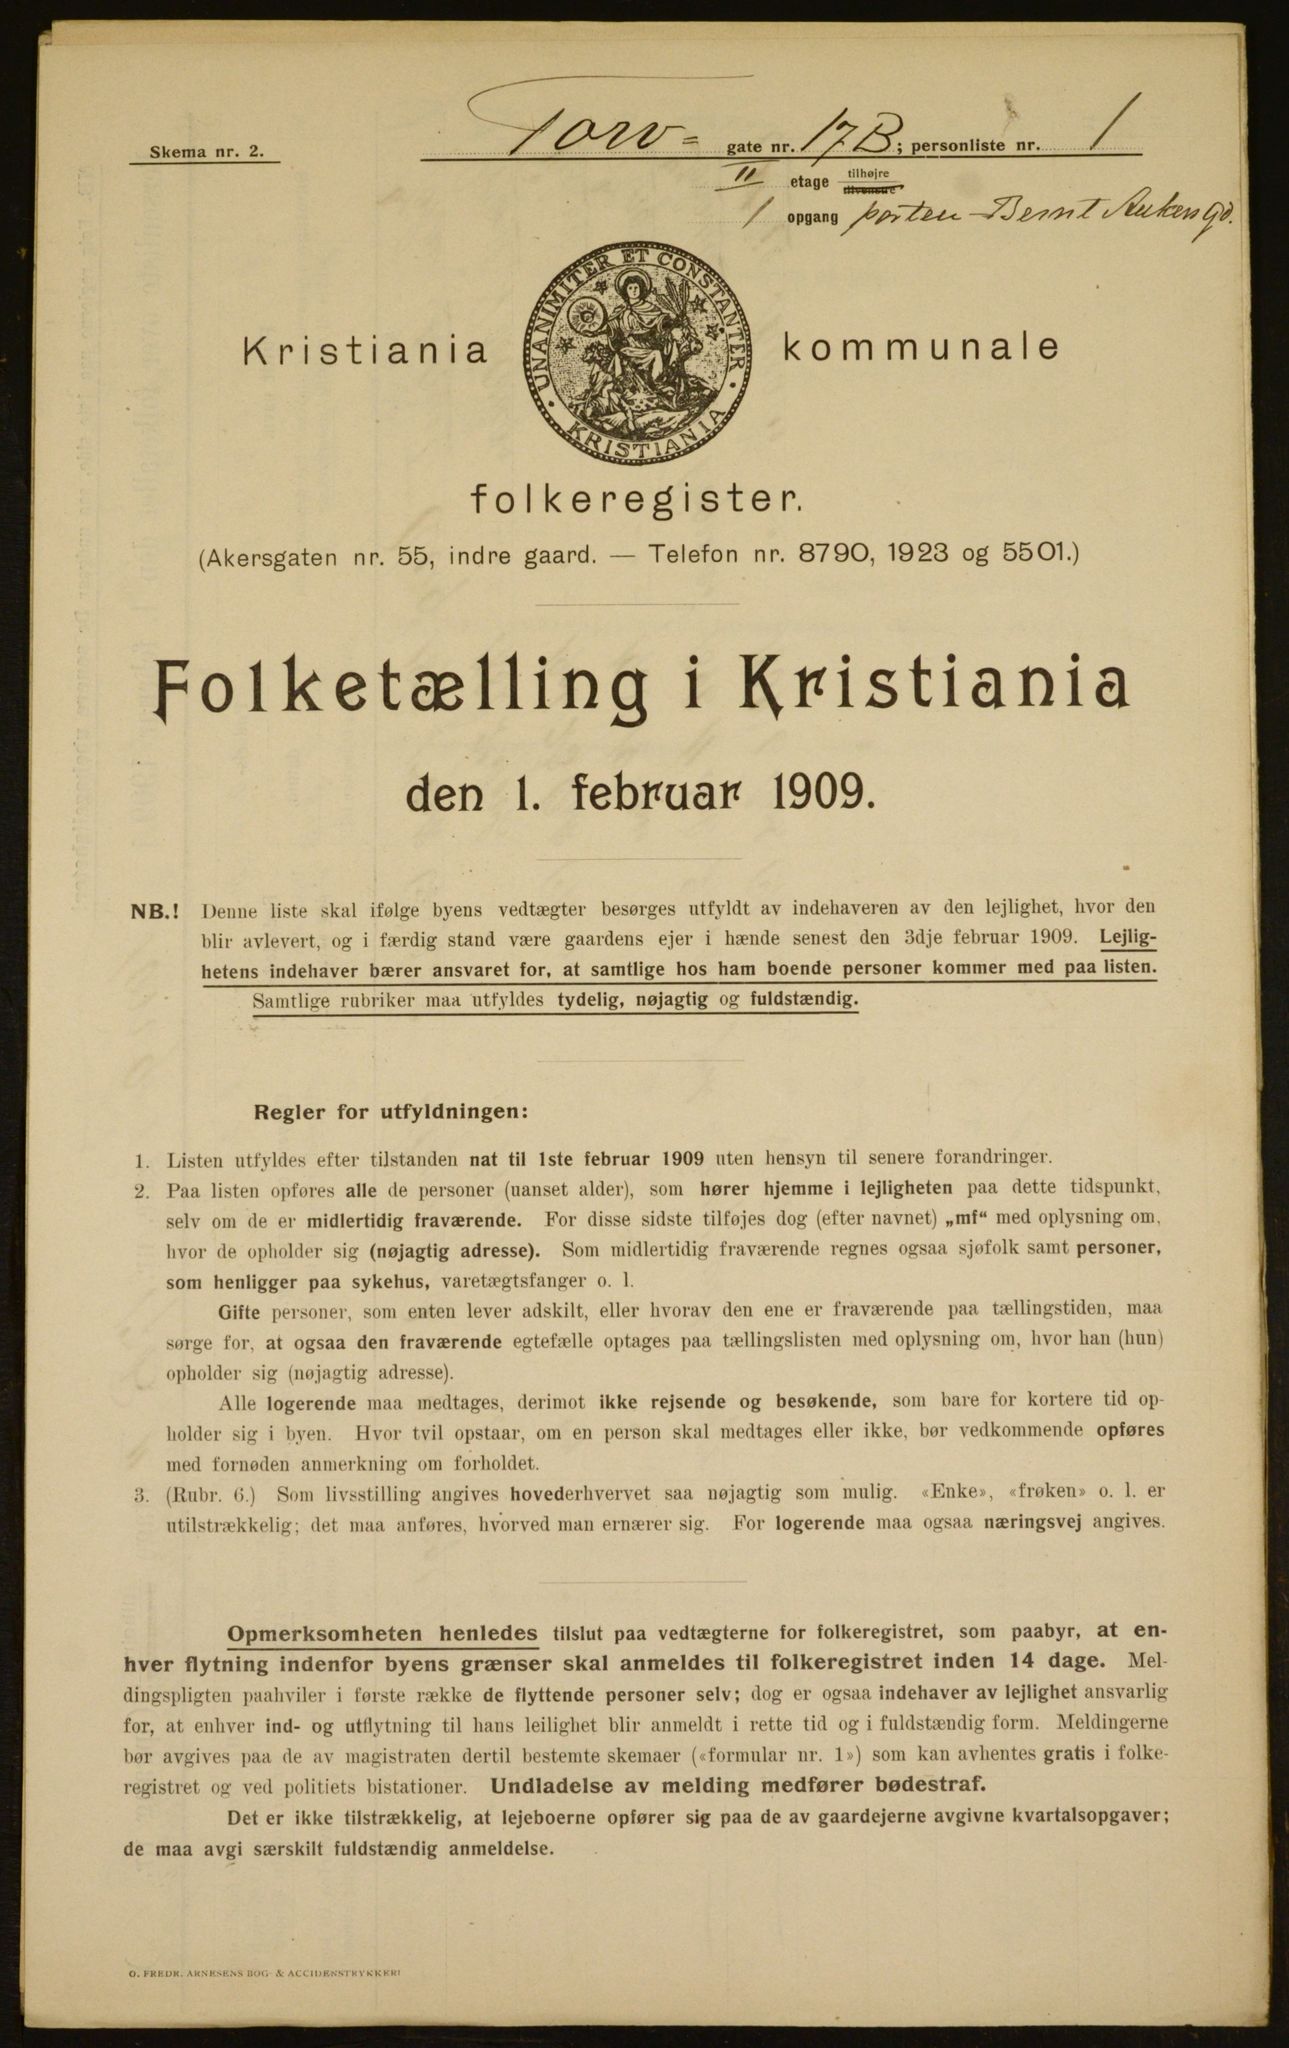 Skema nr. 2.
Torv= gate nr. 17B; personliste nr. 1
II etage tilhøjre tilvenstre
1 opgang porten - Bernt Ankers Gd.
UNANIMITER ET CONSTANTER · KRISTIANIA ·
Kristiania kommunale
folkeregister.
(Akersgaten nr. 55, indre gaard. — Telefon nr. 8790, 1923 og 5501.)
Folketælling i Kristiania
den 1. februar 1909.
NB.! Denne liste skal ifølge byens vedtægter besørges utfyldt av indehaveren av den lejlighet, hvor den
blir avlevert, og i færdig stand være gaardens ejer i hænde senest den 3dje februar 1909. Lejlig-
hetens indehaver bærer ansvaret for, at samtlige hos ham boende personer kommer med paa listen.
Samtlige rubriker maa utfyldes tydelig, nøjagtig og fuldstændig.
Regler for utfyldningen:
1. Listen utfyldes efter tilstanden nat til 1ste februar 1909 uten hensyn til senere forandringer.
2. Paa listen opføres alle de personer (uanset alder), som hører hjemme i lejligheten paa dette tidspunkt,
selv om de er midlertidig fraværende. For disse sidste tilføjes dog (efter navnet) „mf“ med oplysning om,
hvor de opholder sig (nøjagtig adresse). Som midlertidig fraværende regnes ogsaa sjøfolk samt personer,
som henligger paa sykehus, varetægtsfanger o. l.
Gifte personer, som enten lever adskilt, eller hvorav den ene er fraværende paa tællingstiden, maa
sørge for, at ogsaa den fraværende egtefælle optages paa tællingslisten med oplysning om, hvor han (hun)
opholder sig (nøjagtig adresse).
Alle logerende maa medtages, derimot ikke rejsende og besøkende, som bare for kortere tid op-
holder sig i byen. Hvor tvil opstaar, om en person skal medtages eller ikke, bør vedkommende opføres
med fornøden anmerkning om forholdet.
3. (Rubr. 6.) Som livsstilling angives hovederhvervet saa nøjagtig som mulig. «Enke», «frøken» o. l. er
utilstrækkelig; det maa anføres, hvorved man ernærer sig. For logerende maa ogsaa næringsvej angives.
Opmerksomheten henledes tilslut paa vedtægterne for folkeregistret, som paabyr, at en-
hver flytning indenfor byens grænser skal anmeldes til folkeregistret inden 14 dage. Mel-
dingspligten paahviler i første række de flyttende personer selv; dog er ogsaa indehaver av lejlighet ansvarlig
for, at enhver ind- og utflytning til hans leilighet blir anmeldt i rette tid og i fuldstændig form. Meldingerne
bør avgives paa de av magistraten dertil bestemte skemaer («formular nr. 1») som kan avhentes gratis i folke-
registret og ved politiets bistationer. Undladelse av melding medfører bødestraf.
Det er ikke tilstrækkelig, at lejeboerne opfører sig paa de av gaardejerne avgivne kvartalsopgaver;
de maa avgi særskilt fuldstændig anmeldelse.
O. FREDR. ARNESENS BOG- & ACCIDENSTRYKKERI